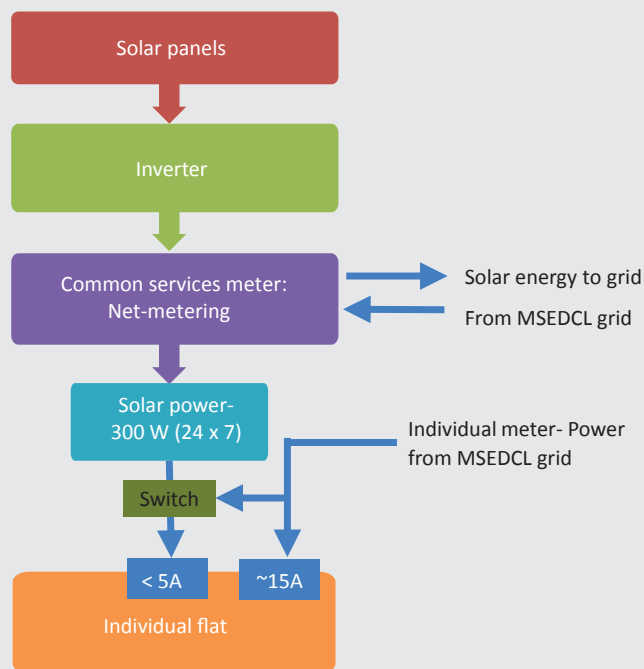 Solar panels
Inverter
Common services meter:
Net-metering
Solar energy to grid
From MSEDCL grid
Solar power-
300 W (24 x 7)
Individual meter- Power
from MSEDCL grid
Switch
< 5A
~15A
Individual flat